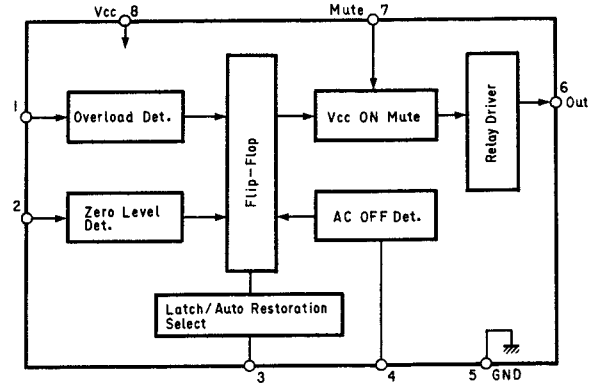 Vcc 8
Mute 7
1
Overload Det.
Flip-Flop
Vcc ON Mute
Relay Driver
6
Out
2
Zero Level
Det.
AC OFF Det.
Latch/Auto Restoration
Select
3
4
5 GND